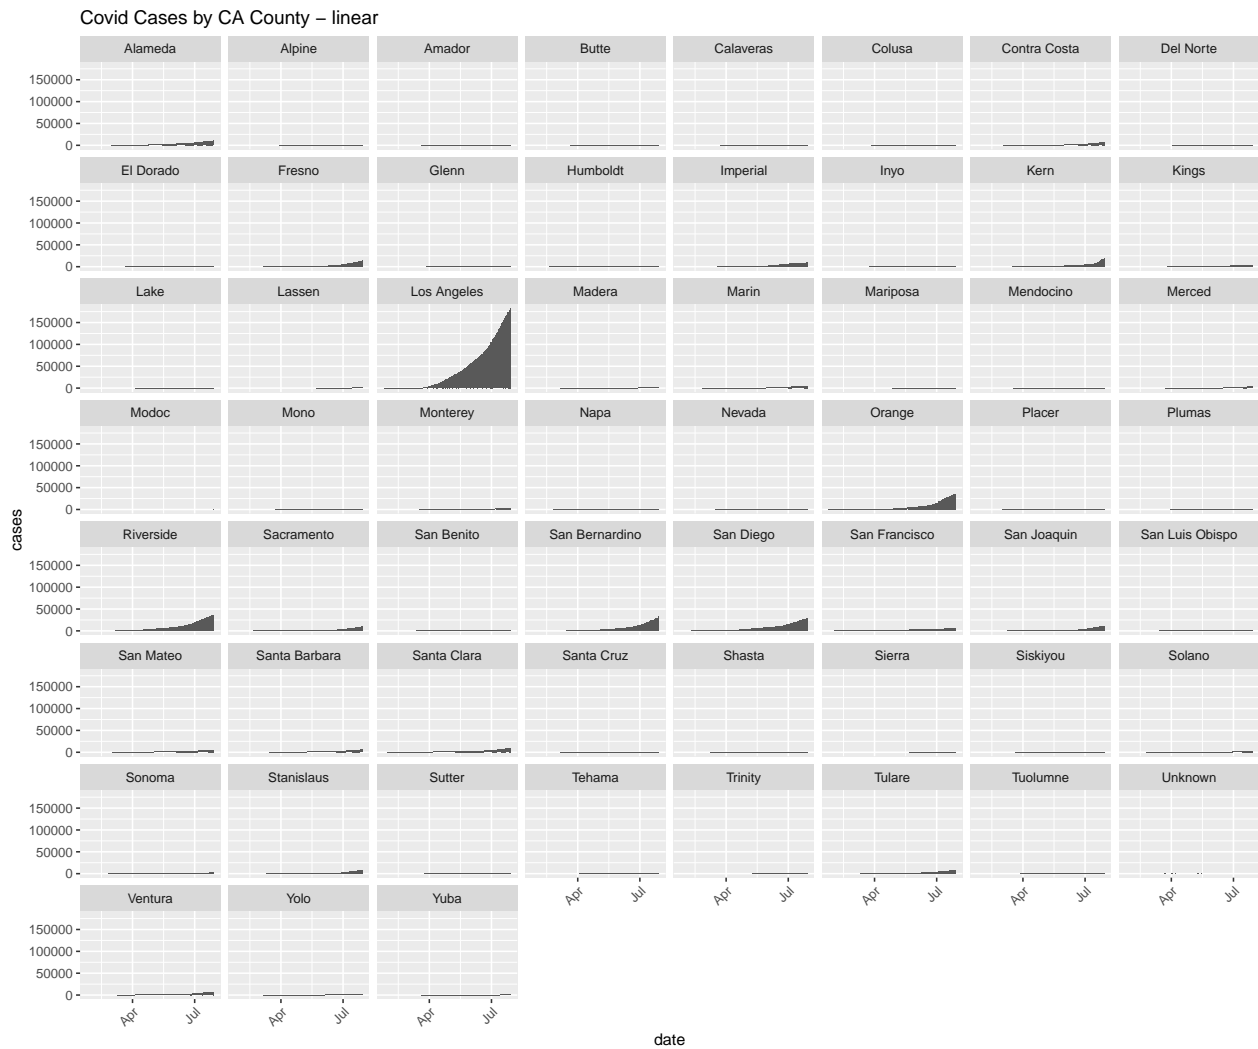 Covid Cases by CA County – linear
Alameda Alpine Amador Butte Calaveras Colusa Contra Costa Del Norte
150000
100000
50000
0
El Dorado Fresno Glenn Humboldt Imperial Inyo Kern Kings
150000
100000
50000
0
Lake Lassen Los Angeles Madera Marin Mariposa Mendocino Merced
150000
100000
50000
0
Modoc Mono Monterey Napa Nevada Orange Placer Plumas
150000
100000
50000
0
cases
Riverside Sacramento San Benito San Bernardino San Diego San Francisco San Joaquin San Luis Obispo
150000
100000
50000
0
San Mateo Santa Barbara Santa Clara Santa Cruz Shasta Sierra Siskiyou Solano
150000
100000
50000
0
Sonoma Stanislaus Sutter Tehama Trinity Tulare Tuolumne Unknown
150000
100000
50000
0
Apr Jul Apr Jul Apr Jul Apr Jul Apr Jul
Ventura Yolo Yuba
150000
100000
50000
0
Apr Jul Apr Jul Apr Jul
date